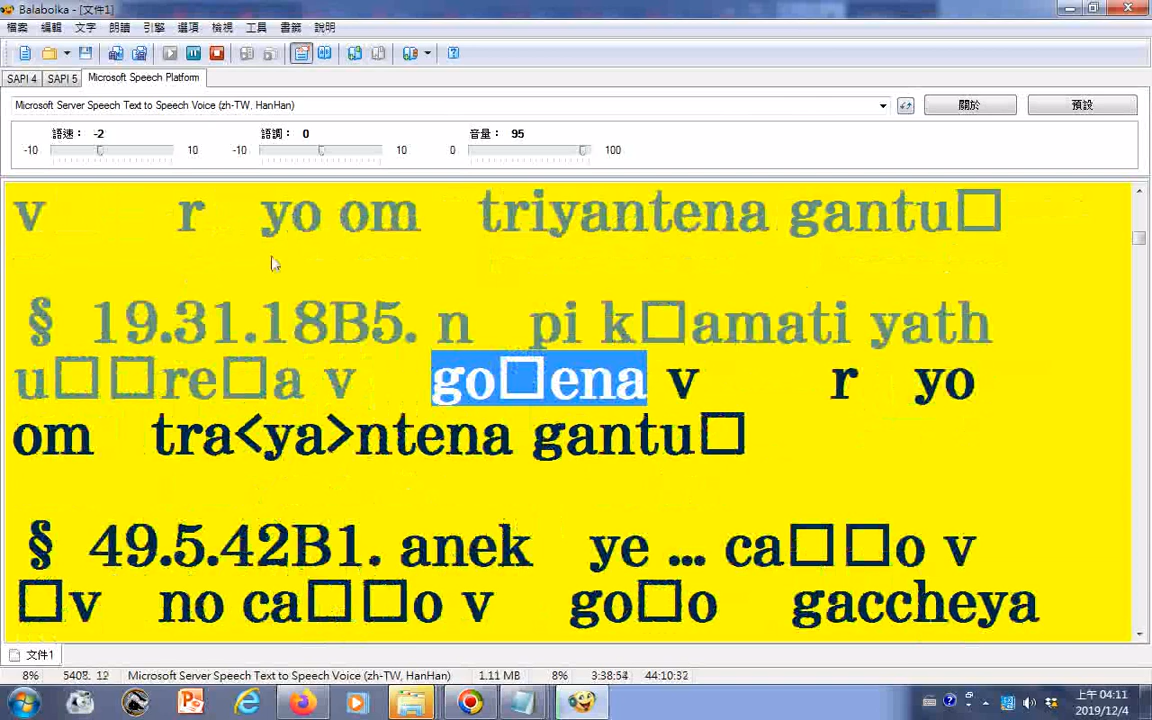 Balabolka - [文件1]
檔案 編輯 文字 朗讀 引擎 選項 檢視 工具 書籤 說明
SAPI 4 SAPI 5 Microsoft Speech Platform
Microsoft Server Speech Text to Speech Voice (zh-TW, HanHan) 關於 預設
語速： -2 語調： 0 音量： 95
-10 10 -10 10 0 100
v r yo om triyantena gantu□
§ 19.31.18B5. n pi k□amati yath
u□□re□a v go□ena v r yo
om tra<ya>ntena gantu□
§ 49.5.42B1. anek ye ... ca□□o v
□v no ca□□o v go□o gaccheya
文件1
8% 5408. 12 Microsoft Server Speech Text to Speech Voice (zh-TW, HanHan) 1.11 MB 8% 3:38:54 44:10:32
上午 04:11
2019/12/4